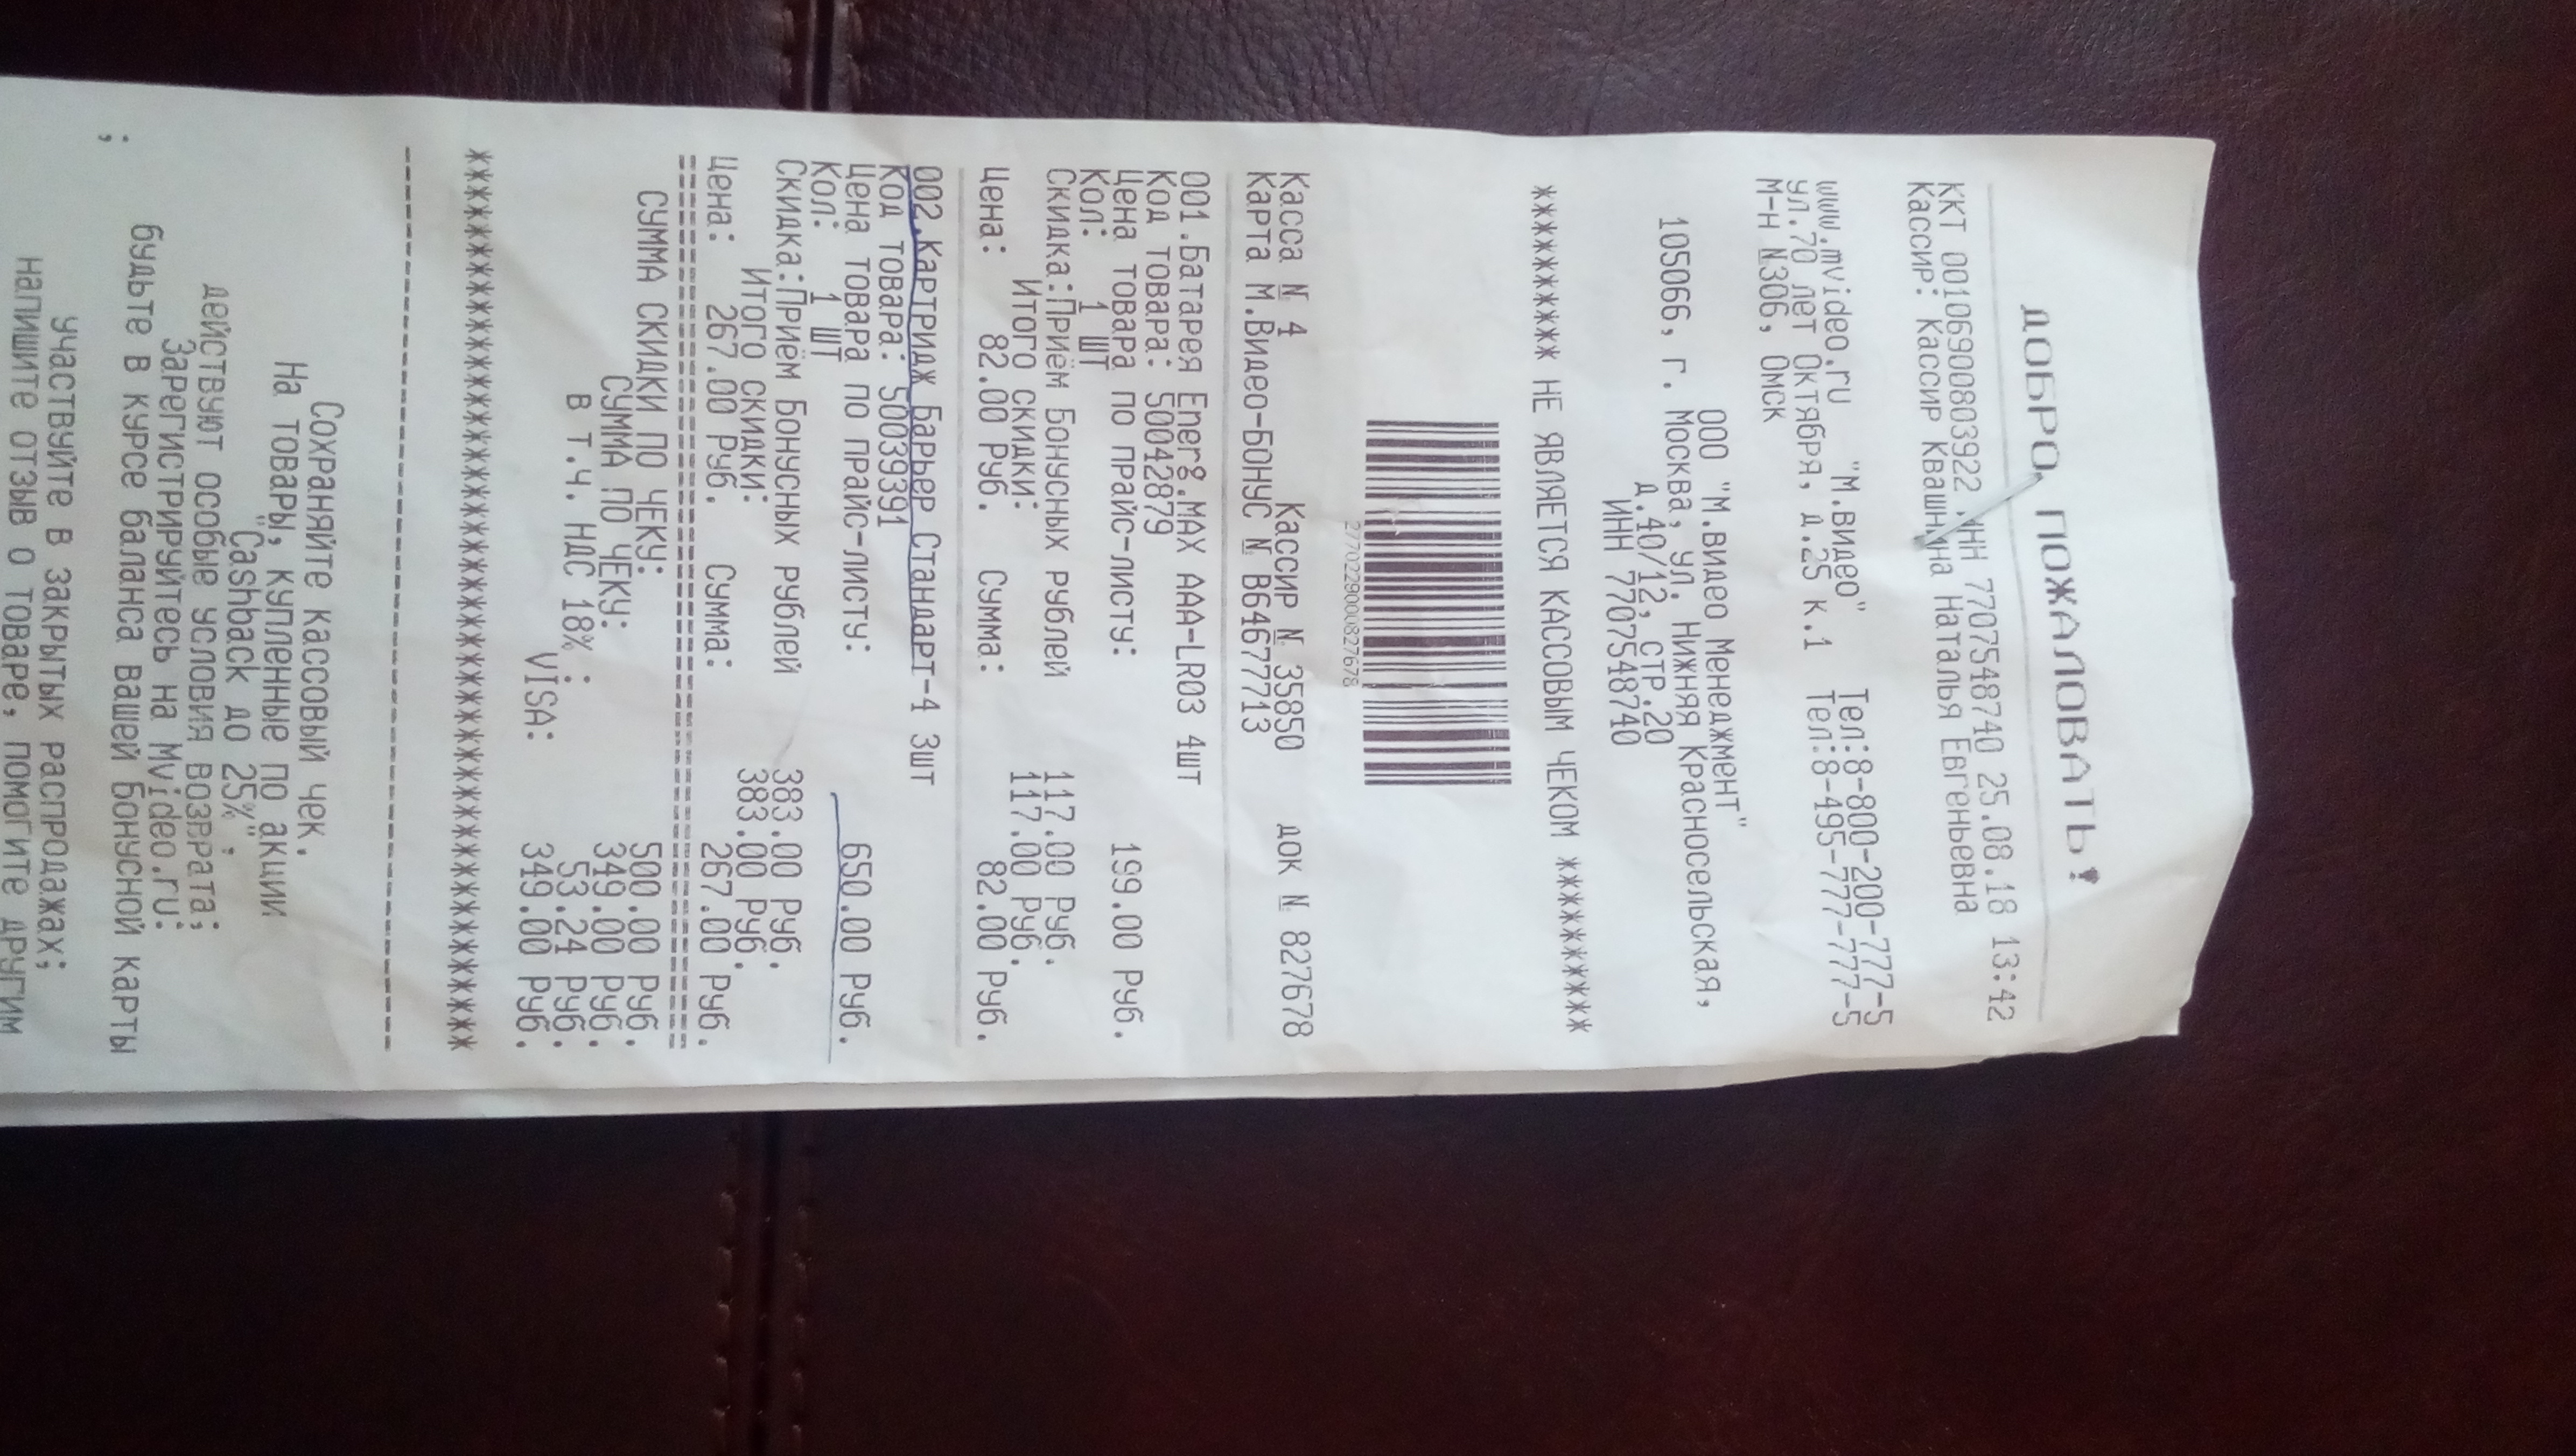 ДОБРО ПОЖАЛОВАТЬ!
ККТ 0010690080392​2 ИНН 7707548740 25.08.18 13:42
Кассир: Кассир Квашнина Наталья Евгеньевна
www.mvideo.ru "М.видео" Тел:8-800-200-777-5
ул.70 лет Октября, д.25 к.1 Тел:8-495-777-777-5
М-н №306, Омск
ООО "М.видео Менеджмент"
105066, г. Москва, ул. Нижняя Красносельская,
д.40/12, стр.20
ИНН 7707548740
жжжжжжжжж НЕ ЯВЛЯЕТСЯ КАССОВЫМ ЧЕКОМ жжжжжжжжж
2770229000827678
Касса № 4 Кассир № 35850 док № 827678
Карта М.Видео-Бонус № B64677713
001.Батарея Energ.MAX AAA-LR03 4шт
Код товара: 50042879
Цена товара по прайс-листу: 199.00 Руб.
Кол: 1 ШТ
Скидка:Приём бонусных рублей 117.00 Руб.
Итого скидки: 117.00 Руб.
Цена: 82.00 Руб. Сумма: 82.00 Руб.
002.Картридж Барьер Стандарт-4 3шт
Код товара: 50039391
Цена товара по прайс-листу: 650.00 Руб.
Кол: 1 ШТ
Скидка:Приём бонусных рублей 383.00 Руб.
Итого скидки: 383.00 Руб.
Цена: 267.00 Руб. Сумма: 267.00 Руб.
СУММА СКИДКИ ПО ЧЕКУ: 500.00 Руб.
СУММА ПО ЧЕКУ: 349.00 Руб.
В т.ч. НДС 18% : 53.24 Руб.
VISA: 349.00 Руб.
Сохраняйте кассовый чек.
На товары, купленные по акции
"Cashback до 25%",
действуют особые условия возврата;
Зарегистрируйтесь на Mvideo.ru:
будьте в курсе баланса вашей бонусной карты
;
участвуйте в закрытых распродажах;
напишите отзыв о товаре, помогите другим